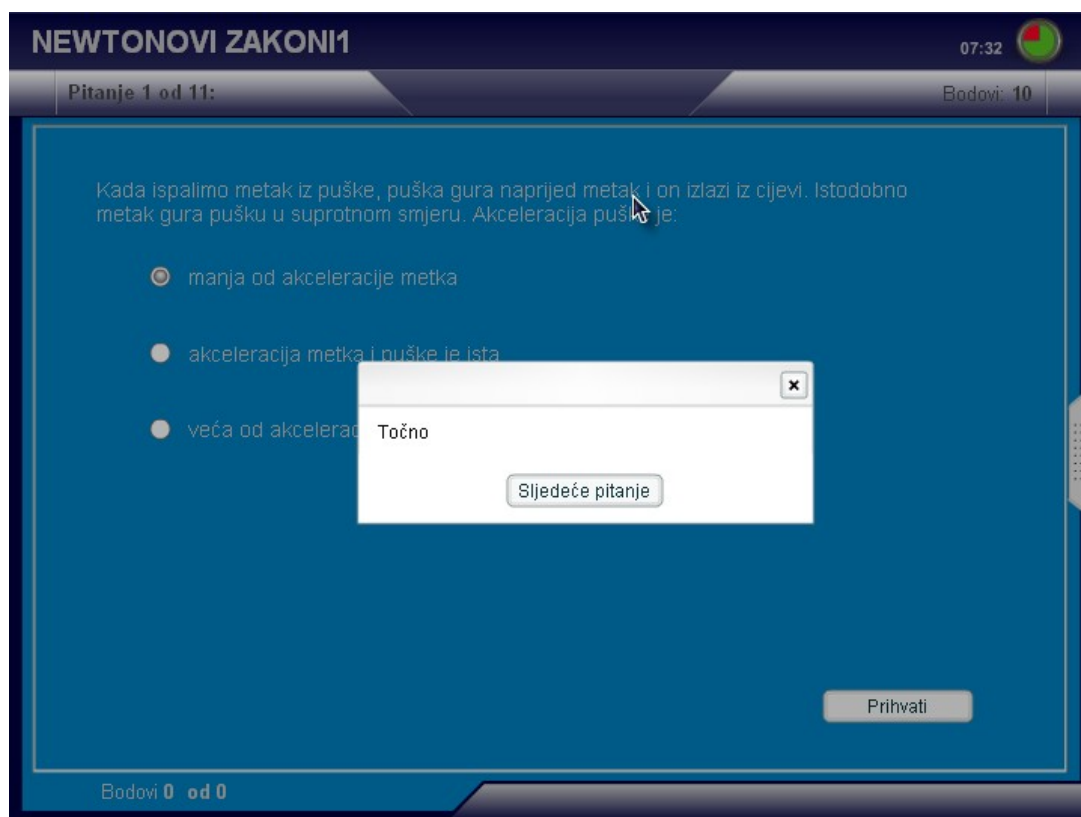 NEWTONOVI ZAKONI1
07:32
Pitanje 1 od 11:
Bodovi: 10
Kada ispalimo metak iz puške, puška gura naprijed metak i on izlazi iz cijevi. Istodobno
metak gura pušku u suprotnom smjeru. Akceleracija je:
manja od akceleracije metka
akceleracija metka i puške je ista
veća od
Točno
Sljedeće pitanje
Prihvati
Bodovi 0 od 0